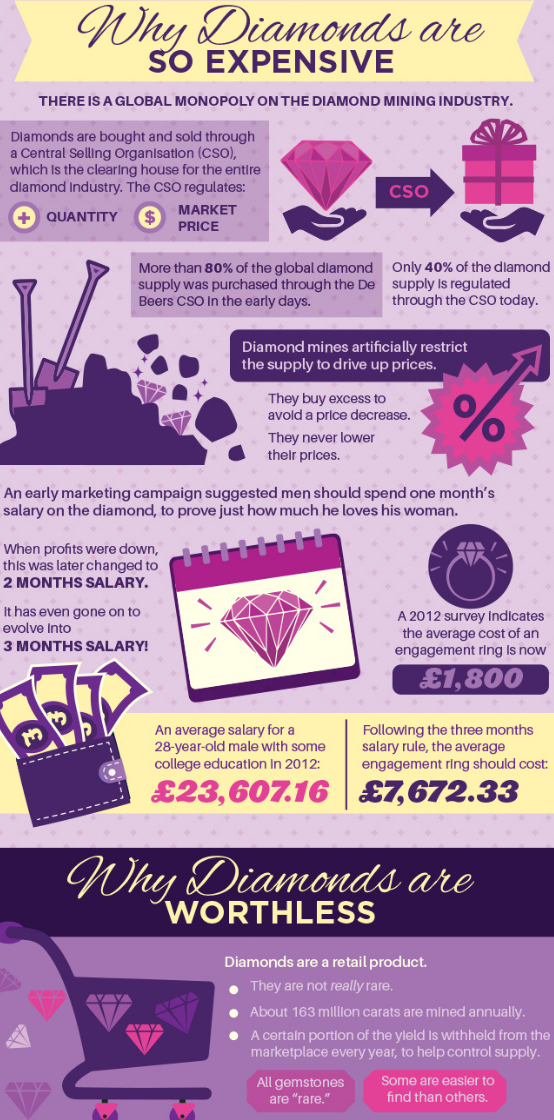 Why Diamonds are
SO EXPENSIVE
THERE IS A GLOBAL MONOPOLY ON THE DIAMOND MINING INDUSTRY.
Diamonds are bought and sold through
a Central Selling Organisation (CSO),
which is the clearing house for the entire
diamond industry. The CSO regulates:
+ QUANTITY
$ MARKET
PRICE
CSO
More than 80% of the global diamond
supply was purchased through the De
Beers CSO in the early days.
Only 40% of the diamond
supply is regulated
through the CSO today.
Diamond mines artificially restrict
the supply to drive up prices.
They buy excess to
avoid a price decrease.
They never lower
their prices.
%
An early marketing campaign suggested men should spend one month's
salary on the diamond, to prove just how much he loves his woman.
When profits were down,
this was later changed to
2 MONTHS SALARY.
It has even gone on to
evolve into
3 MONTHS SALARY!
A 2012 survey indicates
the average cost of an
engagement ring is now
£1,800
£
£
£
An average salary for a
28-year-old male with some
college education in 2012:
£23,607.16
Following the three months
salary rule, the average
engagement ring should cost:
£7,672.33
Why Diamonds are
WORTHLESS
Diamonds are a retail product.
They are not really rare.
About 163 million carats are mined annually.
A certain portion of the yield is withheld from the
marketplace every year, to help control supply.
All gemstones
are "rare."
Some are easier to
find than others.